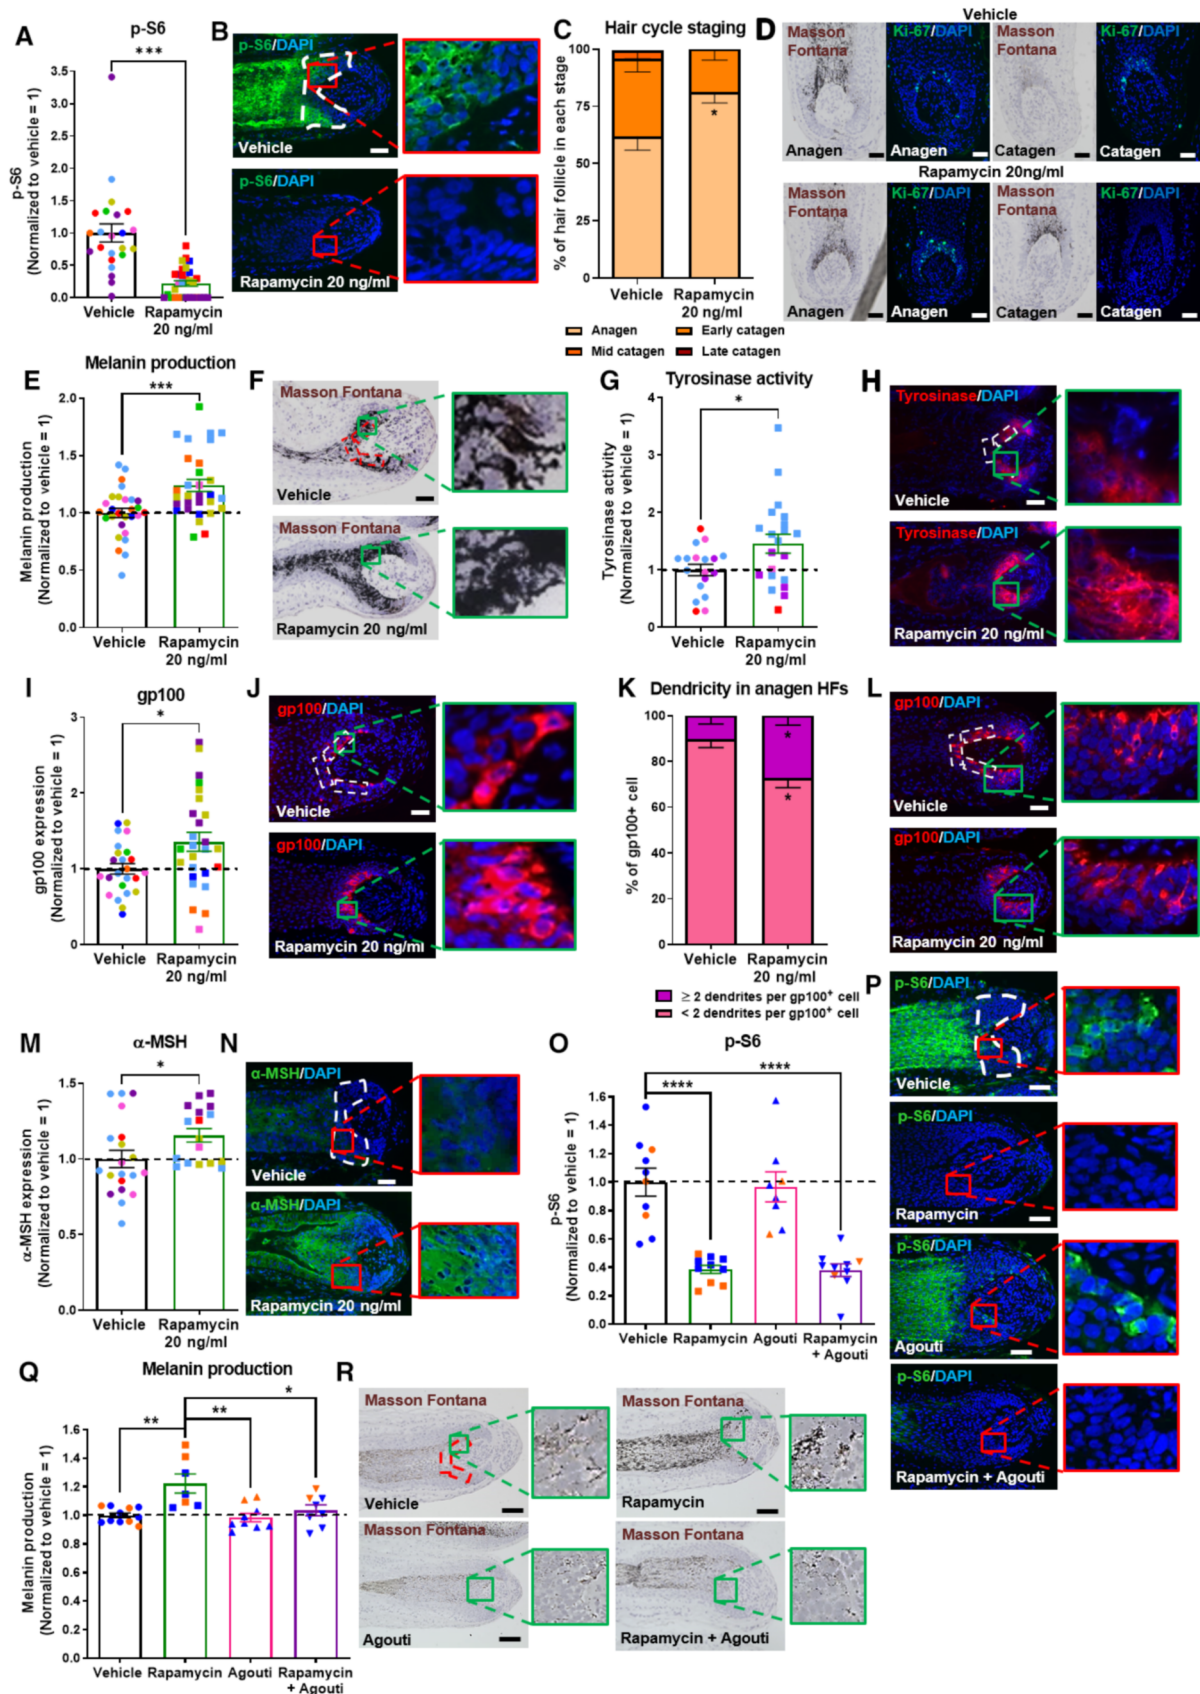 A
p-S6
***
p-S6
(Normalized to vehicle = 1)
3.5
3.0
2.5
2.0
1.5
1.0
0.5
0.0
Vehicle
Rapamycin
20 ng/ml
B
p-S6/DAPI
Vehicle
p-S6/DAPI
Rapamycin 20 ng/ml
C
Hair cycle staging
% of hair follicle in each stage
100
75
50
25
0
*
Vehicle
Rapamycin
20 ng/ml
Anagen
Early catagen
Mid catagen
Late catagen
D
Vehicle
Masson
Fontana
Anagen
Ki-67/DAPI
Anagen
Masson
Fontana
Catagen
Ki-67/DAPI
Catagen
Rapamycin 20ng/ml
Masson
Fontana
Anagen
Ki-67/DAPI
Anagen
Masson
Fontana
Catagen
Ki-67/DAPI
Catagen
E
Melanin production
***
Melanin production
(Normalized to vehicle = 1)
2.0
1.5
1.0
0.5
0.0
Vehicle
Rapamycin
20 ng/ml
F
Masson Fontana
Vehicle
Masson Fontana
Rapamycin 20 ng/ml
G
Tyrosinase activity
*
Tyrosinase activity
(Normalized to vehicle = 1)
4
3
2
1
0
Vehicle
Rapamycin
20 ng/ml
H
Tyrosinase/DAPI
Vehicle
Tyrosinase/DAPI
Rapamycin 20 ng/ml
I
gp100
*
gp100 expression
(Normalized to vehicle = 1)
3
2
1
0
Vehicle
Rapamycin
20 ng/ml
J
gp100/DAPI
Vehicle
gp100/DAPI
Rapamycin 20 ng/ml
K
Dendricity in anagen HFs
% of gp100+ cell
100
80
60
40
20
0
*
*
Vehicle
Rapamycin
20 ng/ml
≥ 2 dendrites per gp100⁺ cell
< 2 dendrites per gp100⁺ cell
L
gp100/DAPI
Vehicle
gp100/DAPI
Rapamycin 20 ng/ml
M
α-MSH
*
α-MSH expression
(Normalized to vehicle = 1)
1.5
1.0
0.5
0.0
Vehicle
Rapamycin
20 ng/ml
N
α-MSH/DAPI
Vehicle
α-MSH/DAPI
Rapamycin 20 ng/ml
O
p-S6
****
****
p-S6
(Normalized to vehicle = 1)
1.6
1.4
1.2
1.0
0.8
0.6
0.4
0.2
0.0
Vehicle
Rapamycin
Agouti
Rapamycin
+ Agouti
P
p-S6/DAPI
Vehicle
p-S6/DAPI
Rapamycin
p-S6/DAPI
Agouti
p-S6/DAPI
Rapamycin + Agouti
Q
Melanin production
**
**
*
Melanin production
(Normalized to vehicle = 1)
1.6
1.4
1.2
1.0
0.8
0.6
0.4
0.2
0.0
Vehicle
Rapamycin
Agouti
Rapamycin
+ Agouti
R
Masson Fontana
Vehicle
Masson Fontana
Rapamycin
Masson Fontana
Agouti
Masson Fontana
Rapamycin + Agouti